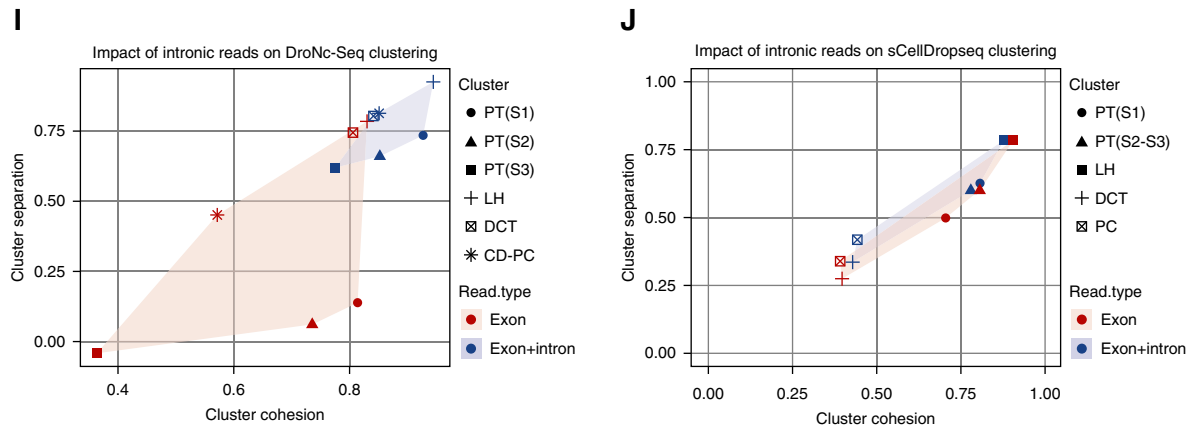 I
Impact of intronic reads on DroNc-Seq clustering
Cluster separation
0.75
0.50
0.25
0.00
0.4 0.6 0.8
Cluster cohesion
Cluster
PT(S1)
PT(S2)
PT(S3)
LH
DCT
CD-PC
Read.type
Exon
Exon+intron
J
Impact of intronic reads on sCellDropseq clustering
Cluster separation
1.00
0.75
0.50
0.25
0.00
0.00 0.25 0.50 0.75 1.00
Cluster cohesion
Cluster
PT(S1)
PT(S2-S3)
LH
DCT
PC
Read.type
Exon
Exon+intron